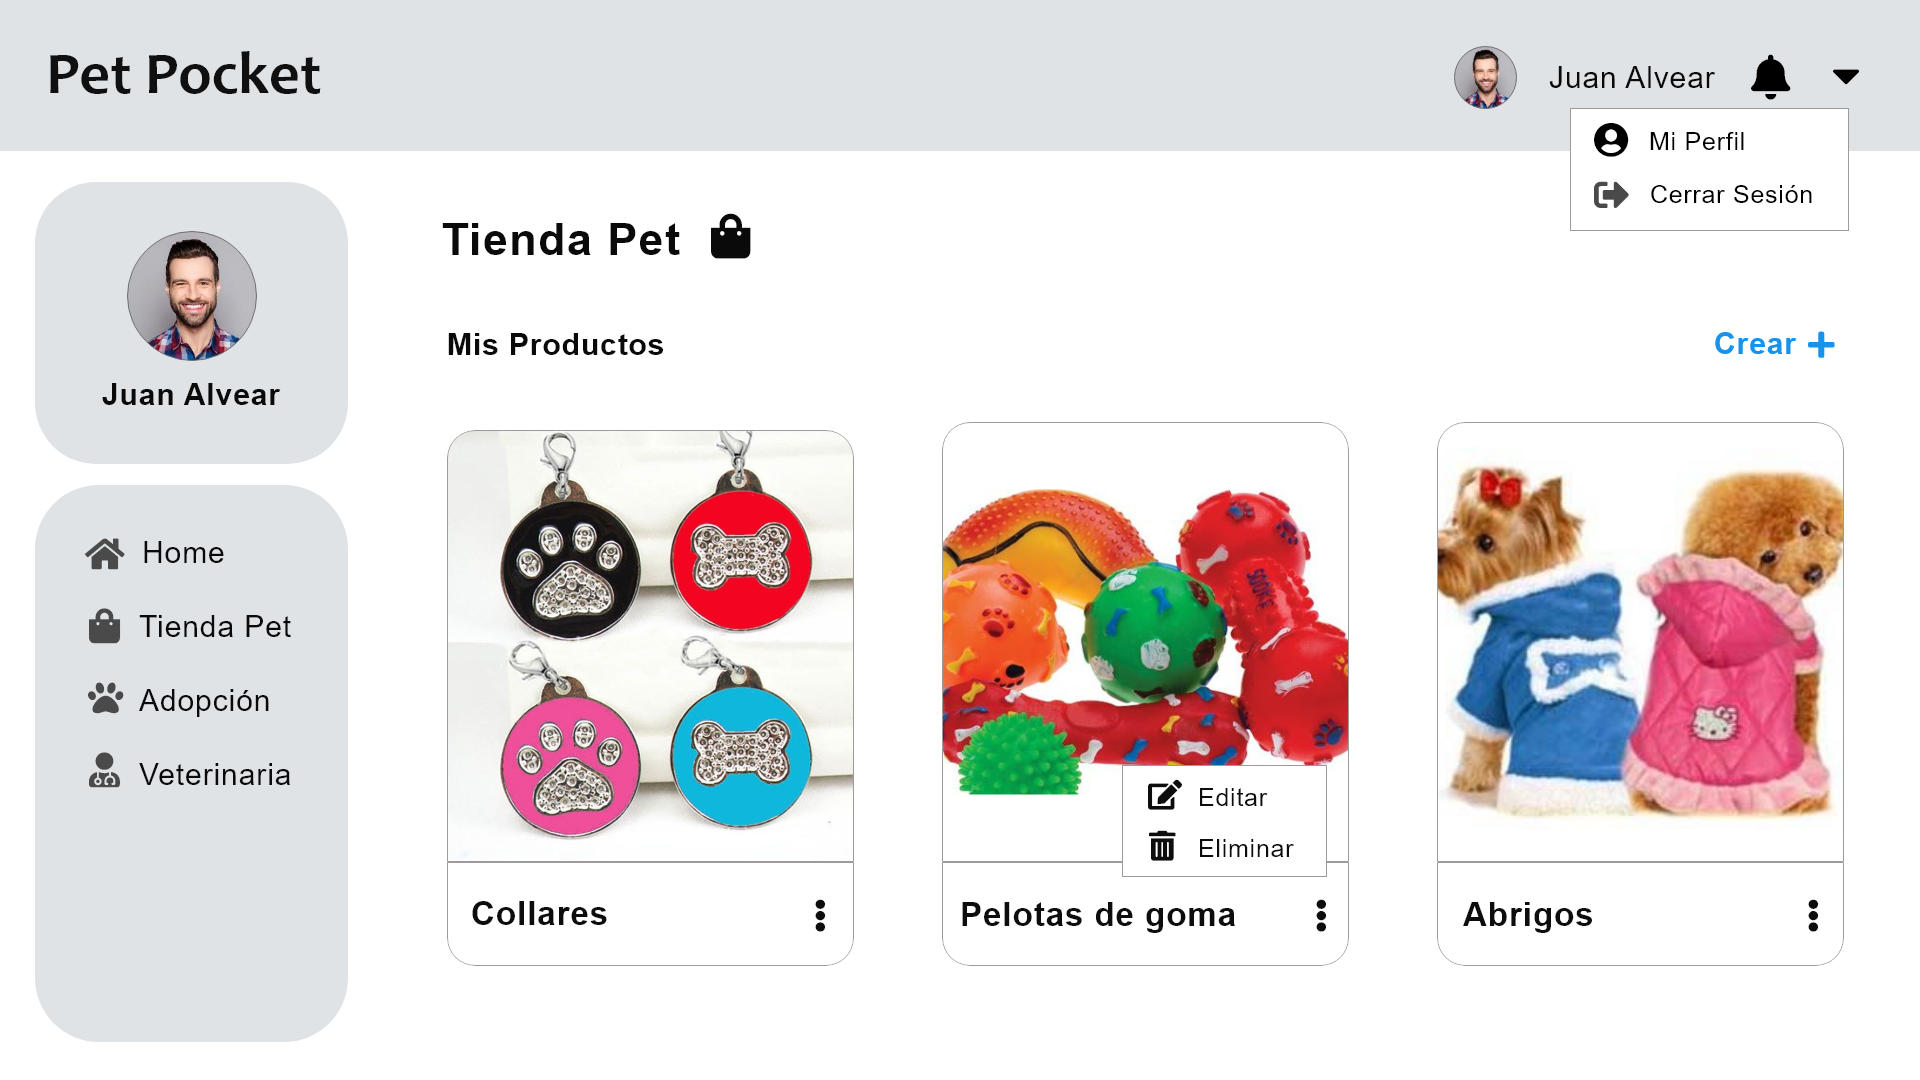 Pet Pocket
Juan Alvear
Mi Perfil
Cerrar Sesión
Juan Alvear
Home
Tienda Pet
Adopción
Veterinaria
Tienda Pet
Mis Productos
Crear
Collares
Editar
Eliminar
Pelotas de goma
Abrigos